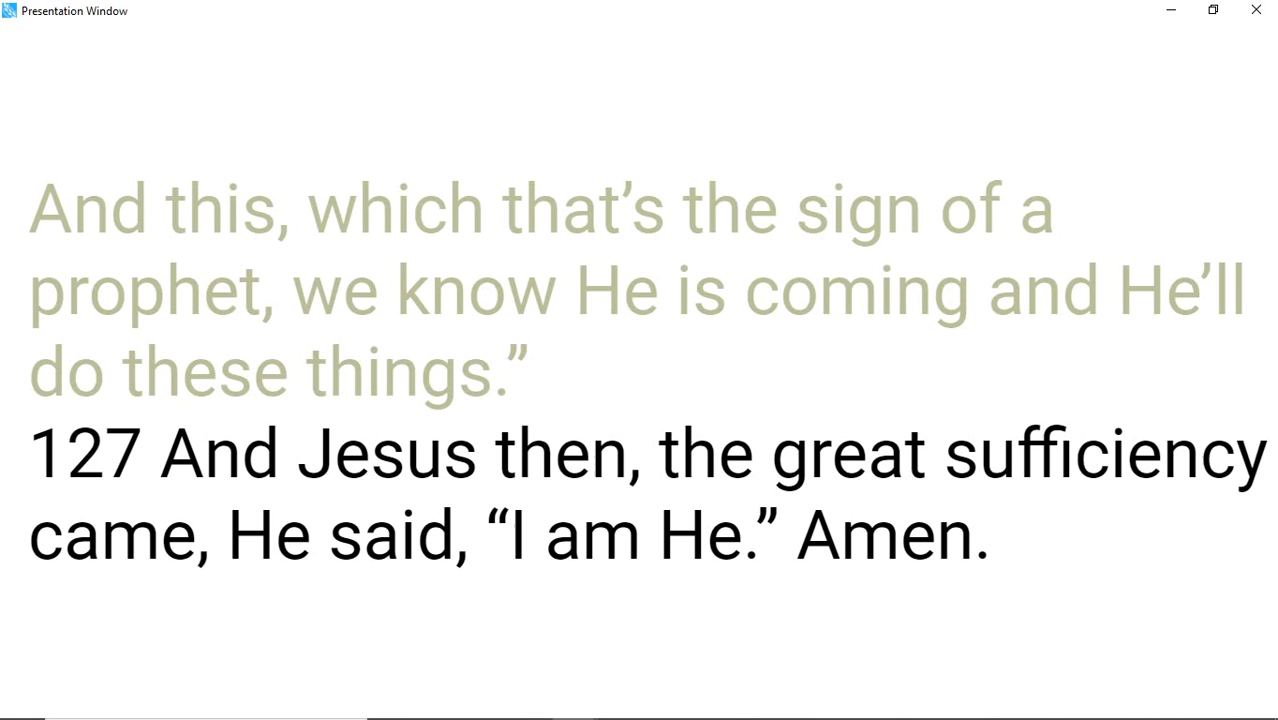 Presentation Window
And this, which that’s the sign of a
prophet, we know He is coming and He’ll
do these things.”
127 And Jesus then, the great sufficiency
came, He said, “I am He.” Amen.